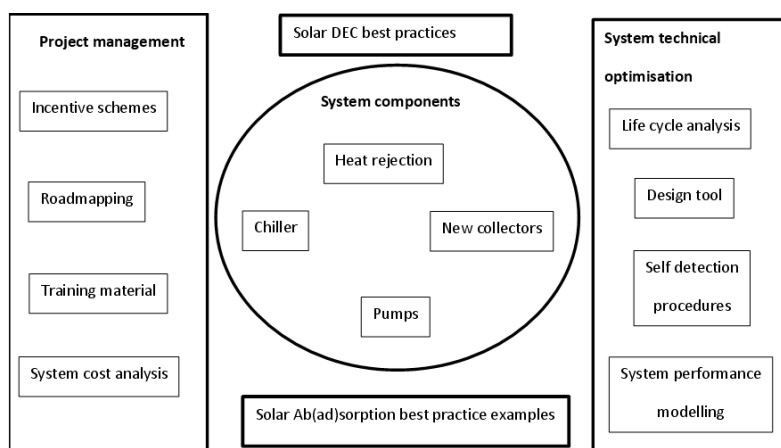 Project management
Incentive schemes
Roadmapping
Training material
System cost analysis
Solar DEC best practices
System components
Heat rejection
Chiller
New collectors
Pumps
Solar Ab(ad)sorption best practice examples
System technical
optimisation
Life cycle analysis
Design tool
Self detection
procedures
System performance
modelling